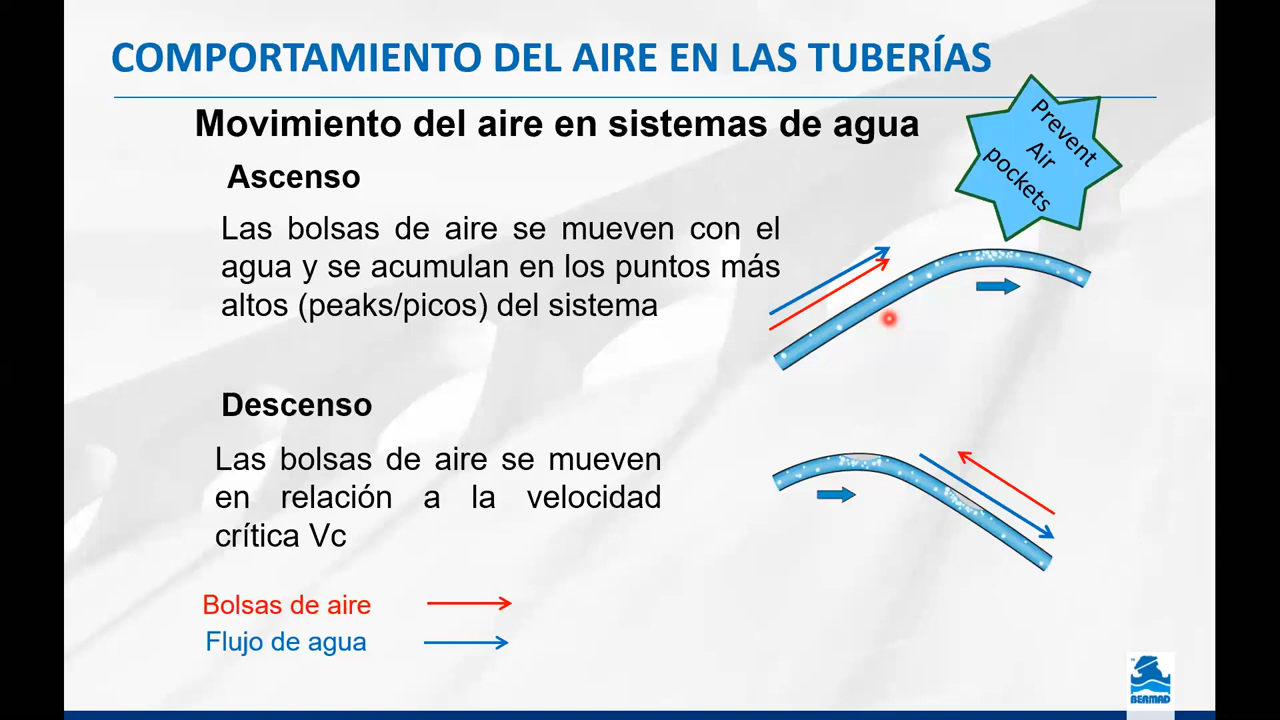 COMPORTAMIENTO DEL AIRE EN LAS TUBERÍAS
Movimiento del aire en sistemas de agua
Prevent
Air
pockets
Ascenso
Las bolsas de aire se mueven con el
agua y se acumulan en los puntos más
altos (peaks/picos) del sistema
Descenso
Las bolsas de aire se mueven
en relación a la velocidad
crítica Vc
Bolsas de aire
Flujo de agua
BERMAD